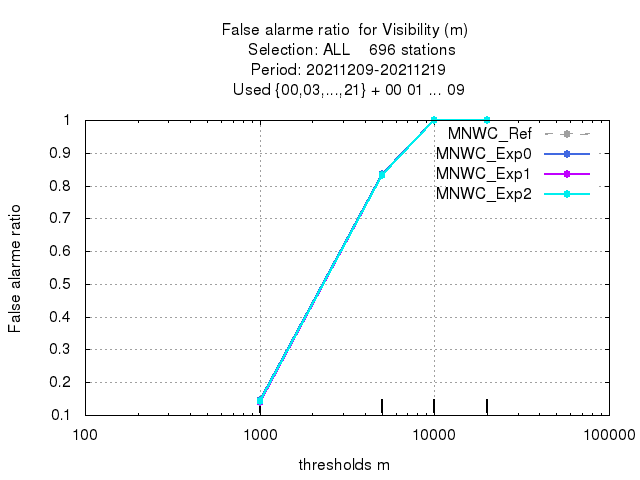 False alarme ratio  for Visibility (m)
Selection: ALL    696 stations
Period: 20211209-20211219
Used {00,03,...,21} + 00 01 ... 09
1
0.9
0.8
0.7
0.6
0.5
0.4
0.3
0.2
0.1
False alarme ratio
MNWC_Ref
MNWC_Exp0
MNWC_Exp1
MNWC_Exp2
100
1000
10000
100000
thresholds m